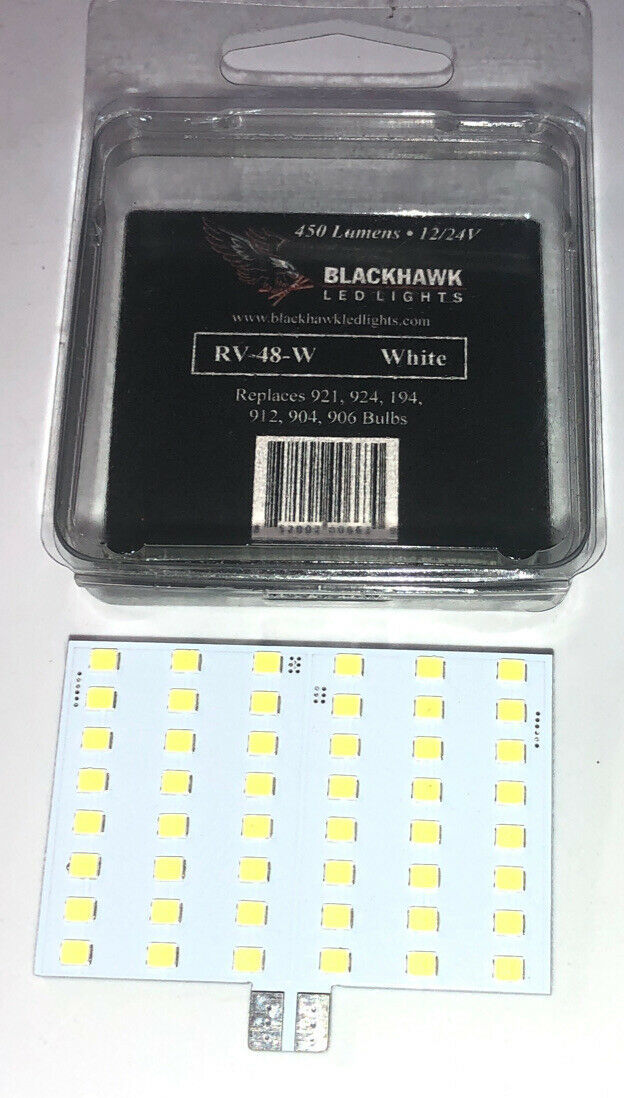 450 Lumens • 12/24V
BLACKHAWK
LED LIGHTS
www.blackhawkledlights.com
RV-48-W White
Replaces 921, 924, 194,
912, 904, 906 Bulbs